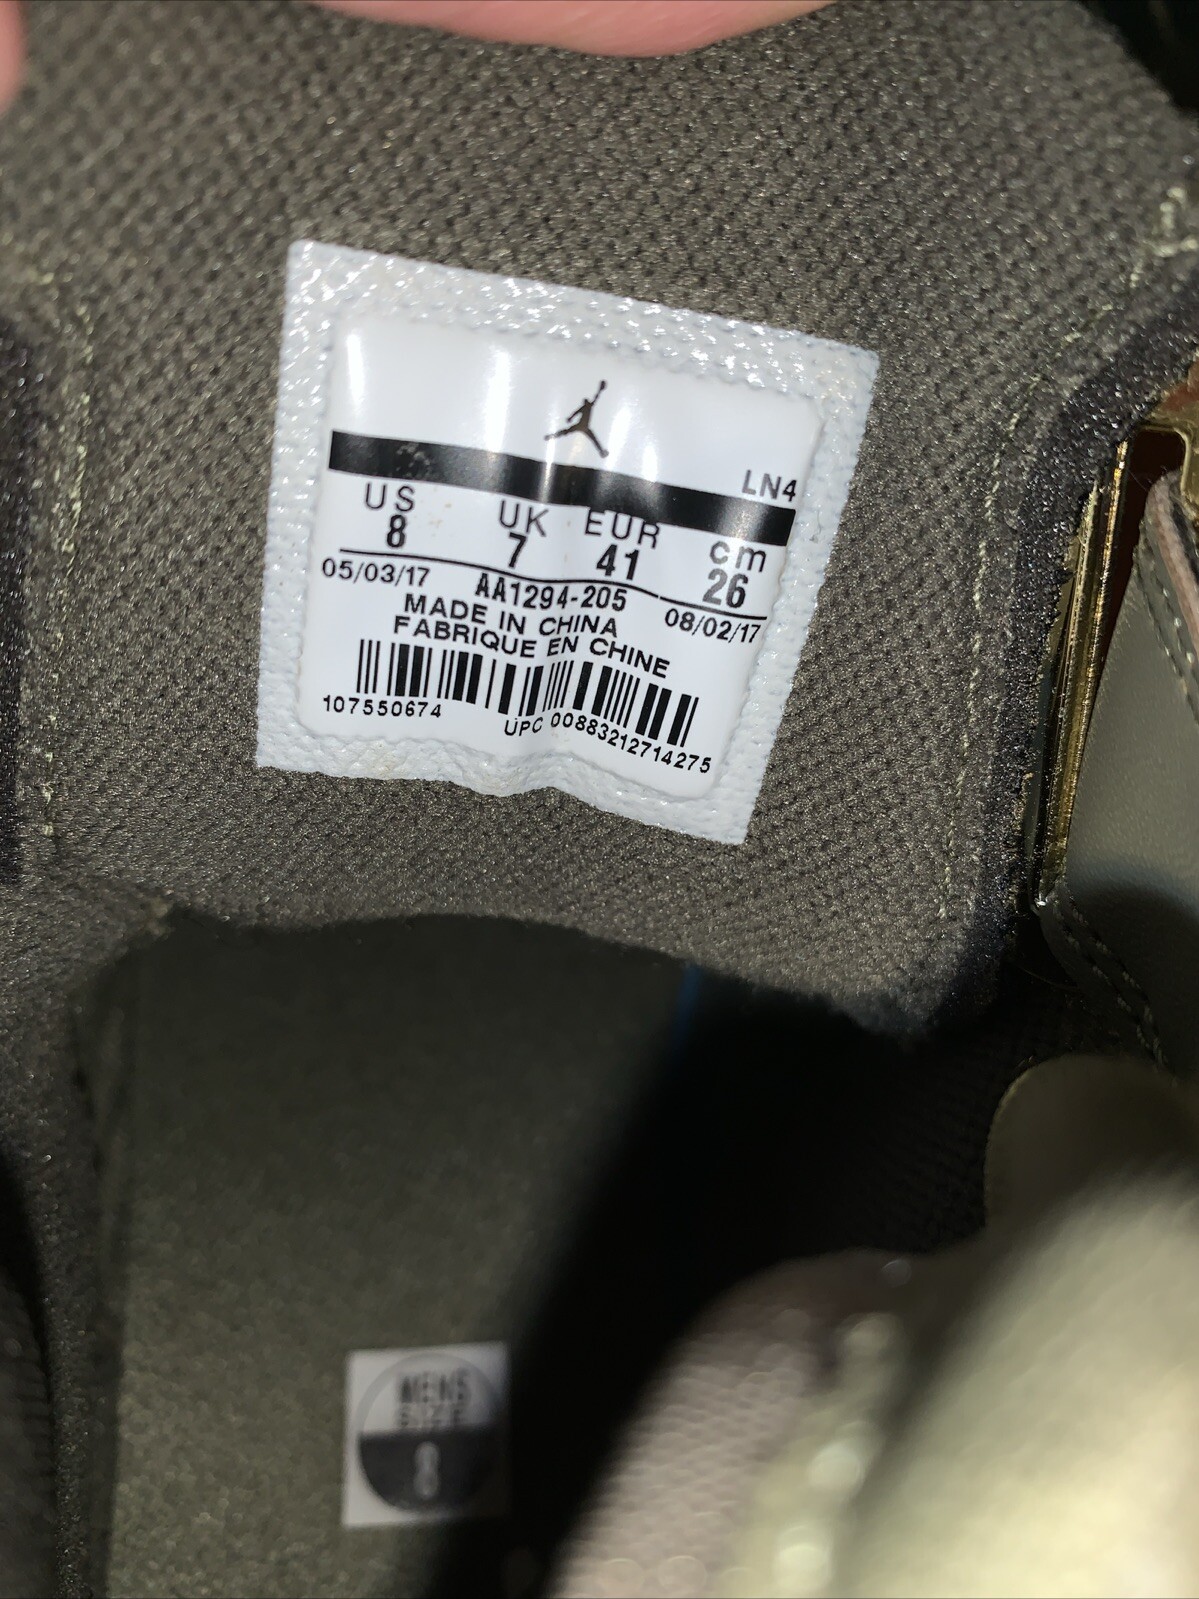 LN4
US UK EUR cm
8 7 41 26
05/03/17 AA1294-205 08/02/17
MADE IN CHINA
FABRIQUE EN CHINE
107550674 UPC 00883212714275
MENS
SIZE
8